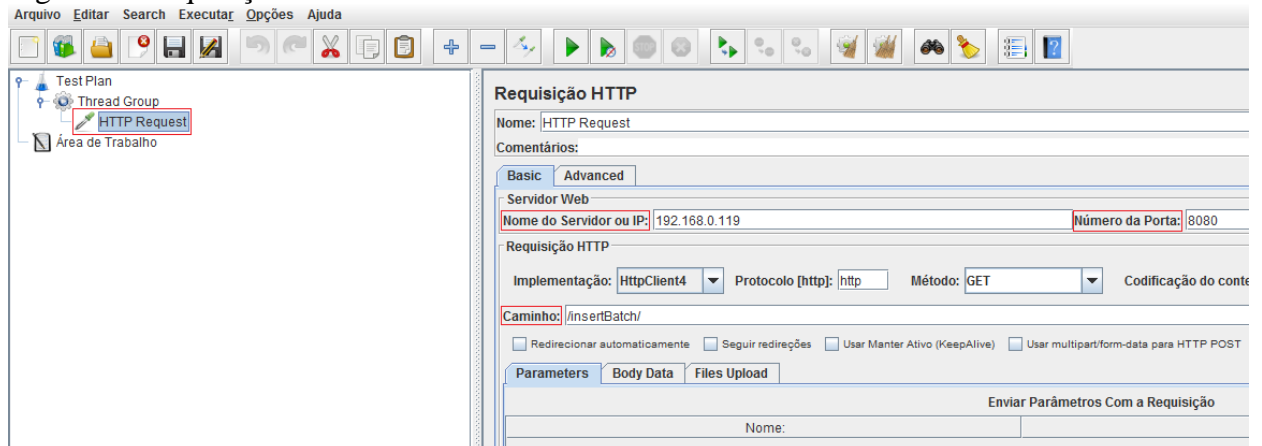 Arquivo Editar Search Executar Opções Ajuda
Test Plan
Thread Group
HTTP Request
Área de Trabalho
Requisição HTTP
Nome: HTTP Request
Comentários:
Basic Advanced
Servidor Web
Nome do Servidor ou IP: 192.168.0.119 Número da Porta: 8080
Requisição HTTP
Implementação: HttpClient4 Protocolo [http]: http Método: GET Codificação do conte
Caminho: /insertBatch/
Redirecionar automaticamente Seguir redireções Usar Manter Ativo (KeepAlive) Usar multipart/form-data para HTTP POST
Parameters Body Data Files Upload
Enviar Parâmetros Com a Requisição
Nome: